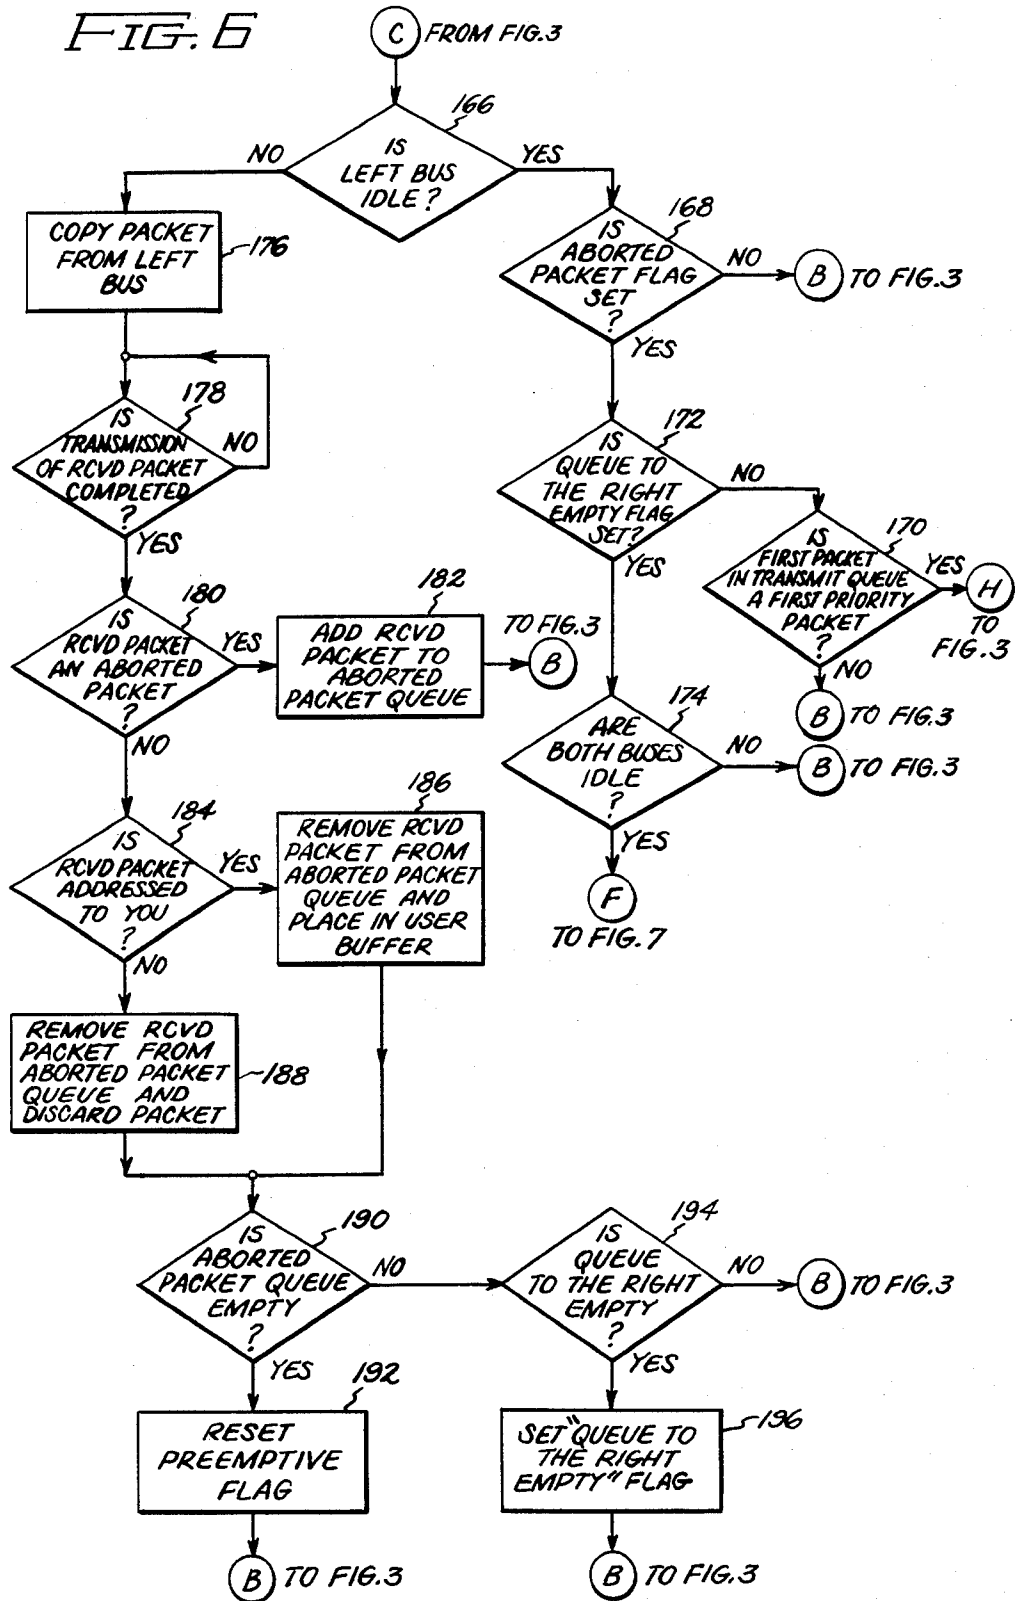 FIG. 6
C FROM FIG.3
166
IS
LEFT BUS
IDLE?
NO
YES
COPY PACKET
FROM LEFT
BUS
176
168
IS
ABORTED
PACKET FLAG
SET
?
NO
B TO FIG.3
YES
178
IS
TRANSMISSION
OF RCVD PACKET
COMPLETED
?
NO
YES
172
IS
QUEUE TO
THE RIGHT
EMPTY FLAG
SET?
NO
YES
170
IS
FIRST PACKET
IN TRANSMIT QUEUE
A FIRST PRIORITY
PACKET
?
YES
H
TO
FIG.3
NO
B TO FIG.3
180
IS
RCVD PACKET
AN ABORTED
PACKET
?
YES
NO
182
ADD RCVD
PACKET TO
ABORTED
PACKET QUEUE
TO FIG.3
B
174
ARE
BOTH BUSES
IDLE
?
NO
B TO FIG.3
YES
F
TO FIG.7
184
IS
RCVD PACKET
ADDRESSED
TO YOU
?
YES
NO
186
REMOVE RCVD
PACKET FROM
ABORTED PACKET
QUEUE AND
PLACE IN USER
BUFFER
REMOVE RCVD
PACKET FROM
ABORTED PACKET
QUEUE AND
DISCARD PACKET
188
190
IS
ABORTED
PACKET QUEUE
EMPTY
?
NO
YES
194
IS
QUEUE
TO THE RIGHT
EMPTY
?
NO
B TO FIG.3
YES
192
RESET
PREEMPTIVE
FLAG
B TO FIG.3
196
SET "QUEUE TO
THE RIGHT
EMPTY" FLAG
B TO FIG.3